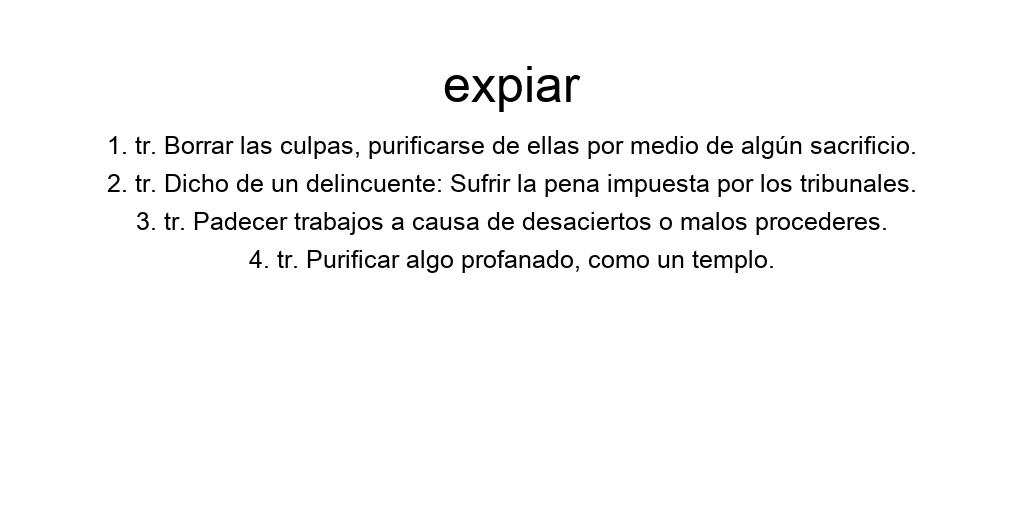 expiar
1. tr. Borrar las culpas, purificarse de ellas por medio de algún sacrificio.
2. tr. Dicho de un delincuente: Sufrir la pena impuesta por los tribunales.
3. tr. Padecer trabajos a causa de desaciertos o malos procederes.
4. tr. Purificar algo profanado, como un templo.